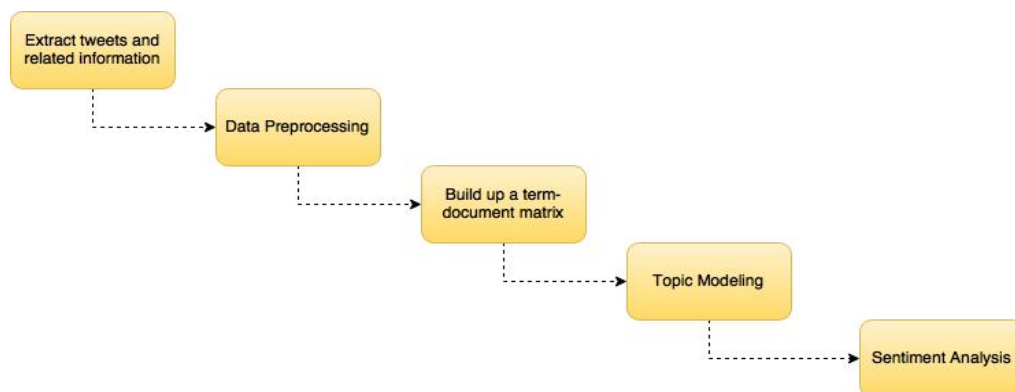 Extract tweets and
related information
Data Preprocessing
Build up a term-
document matrix
Topic Modeling
Sentiment Analysis